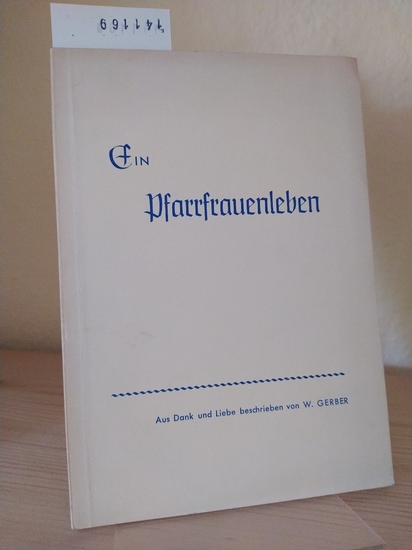 141169
EIN
Pfarrfrauenleben
Aus Dank und Liebe beschrieben von W. GERBER